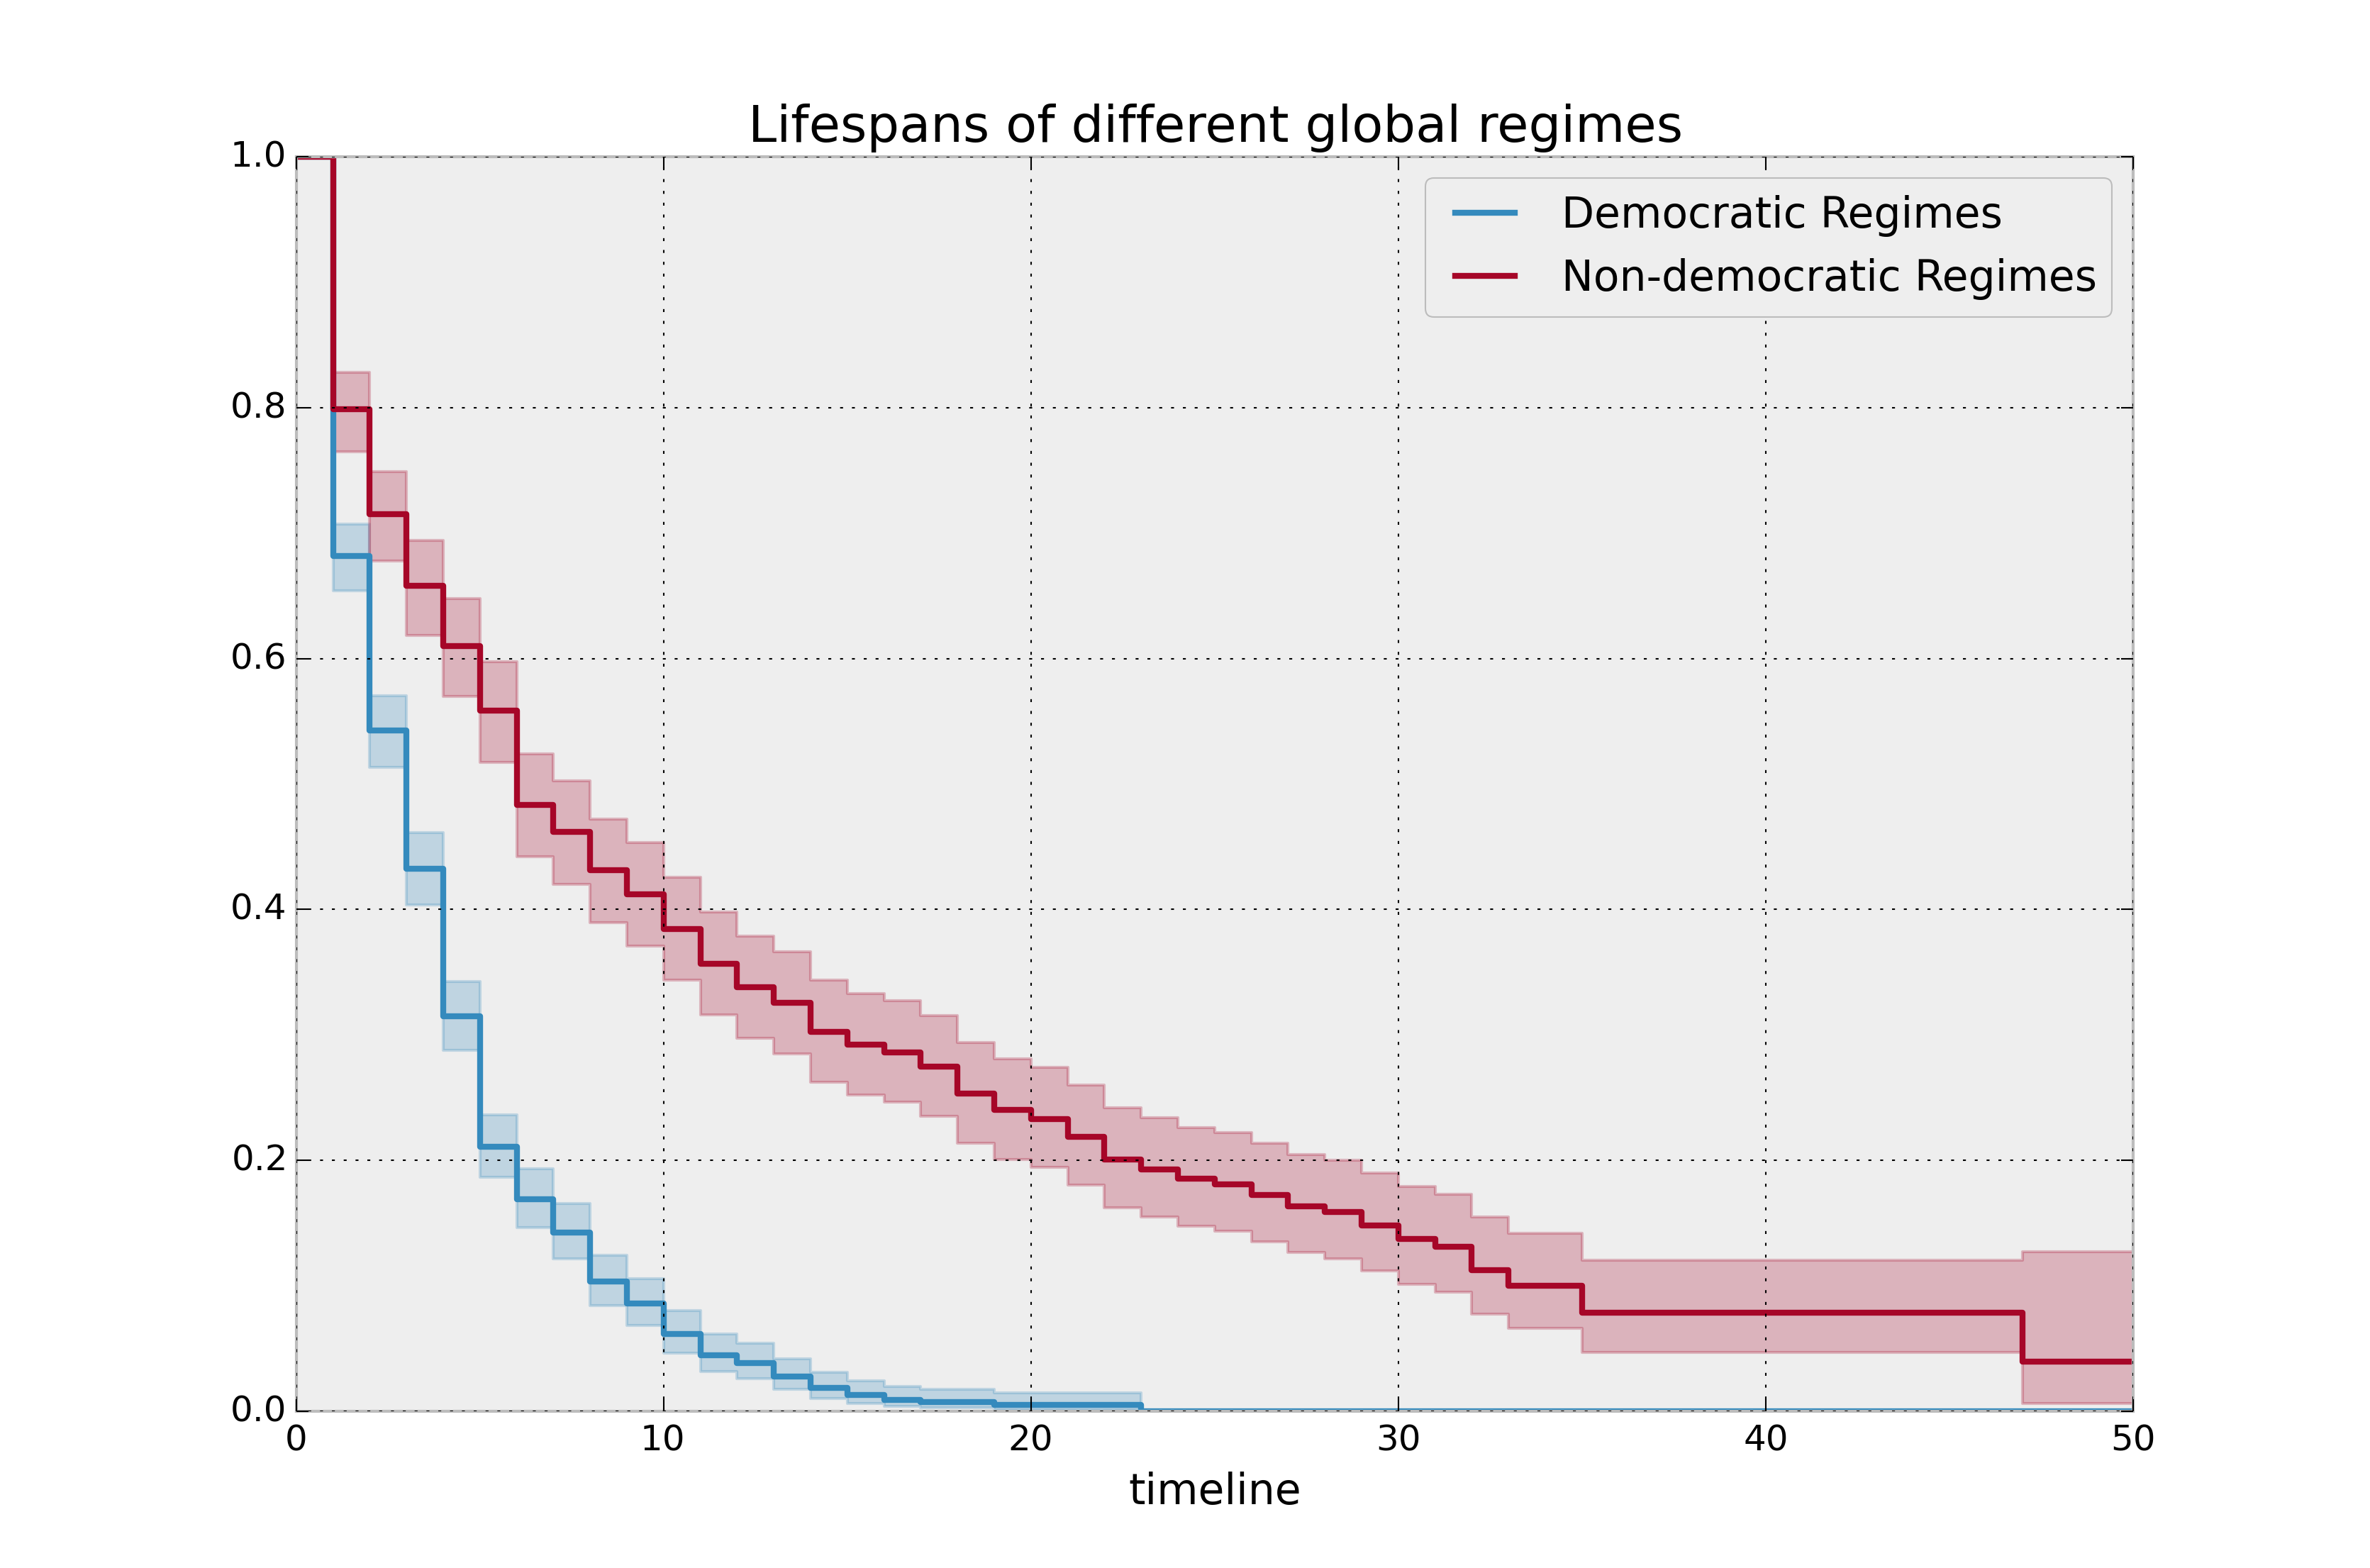 Lifespans of different global regimes
1.0
0.8
0.6
0.4
0.2
0.0
Democratic Regimes
Non-democratic Regimes
0 10 20 30 40 50
timeline